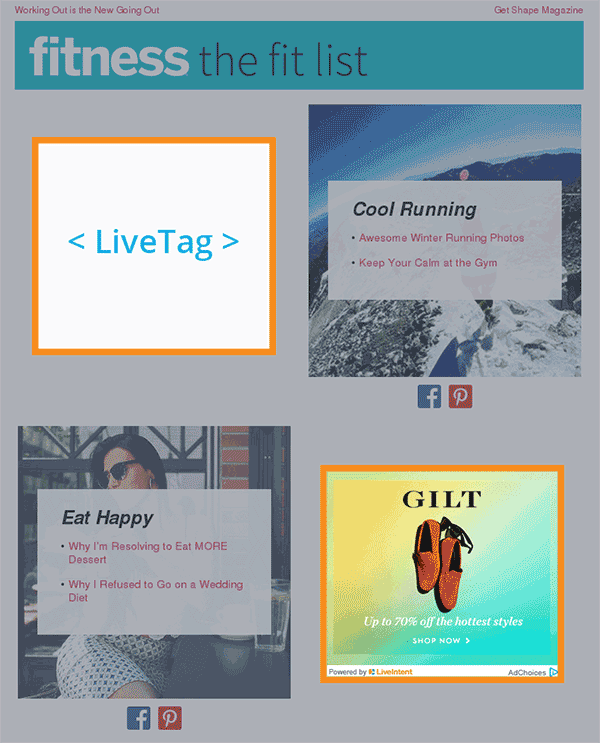 Working Out is the New Going Out
Get Shape Magazine
fitness the fit list
< LiveTag >
Cool Running
• Awesome Winter Running Photos
• Keep Your Calm at the Gym
Eat Happy
• Why I'm Resolving to Eat MORE
Dessert
• Why I Refused to Go on a Wedding
Diet
GILT
Up to 70% off the hottest styles
SHOP NOW >
Powered by LiveIntent
AdChoices